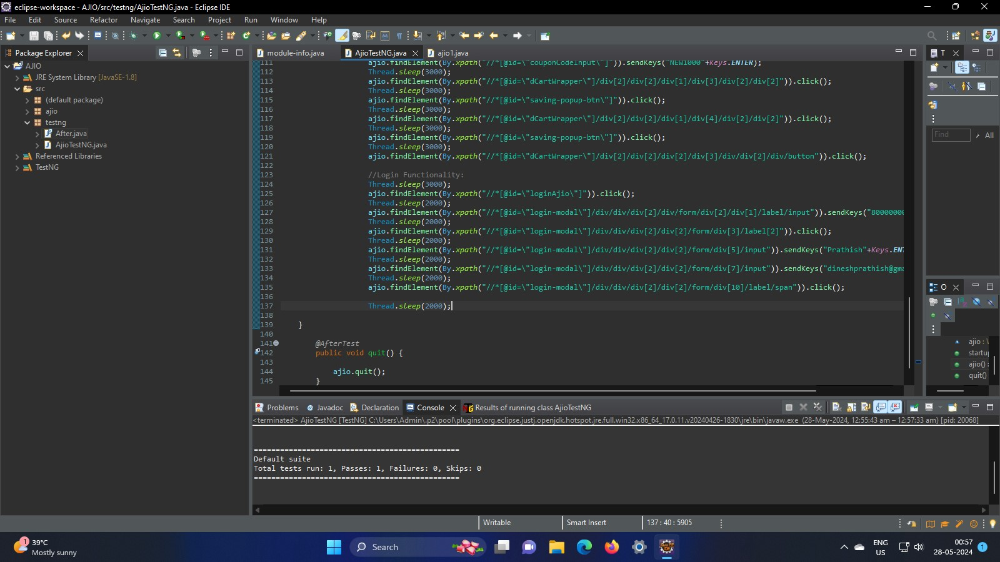 eclipse-workspace - AJIO/src/testng/AjioTestNG.java - Eclipse IDE
File Edit Source Refactor Navigate Search Project Run Window Help
Package Explorer
AJIO
JRE System Library [JavaSE-1.8]
src
(default package)
ajio
testng
After.java
AjioTestNG.java
Referenced Libraries
TestNG
module-info.java AjioTestNG.java ajio1.java
111 ajio.findElement(By.xpath("//*[@id=\"couponCodeInput\"]")).sendKeys("NEW1000"+Keys.ENTER);
112 Thread.sleep(3000);
113 ajio.findElement(By.xpath("//*[@id=\"dCartWrapper\"]/div[2]/div[2]/div[1]/div[3]/div[2]/div[2]")).click();
114 Thread.sleep(3000);
115 ajio.findElement(By.xpath("//*[@id=\"saving-popup-btn\"]")).click();
116 Thread.sleep(3000);
117 ajio.findElement(By.xpath("//*[@id=\"dCartWrapper\"]/div[2]/div[2]/div[1]/div[4]/div[2]/div[2]")).click();
118 Thread.sleep(3000);
119 ajio.findElement(By.xpath("//*[@id=\"saving-popup-btn\"]")).click();
120 Thread.sleep(3000);
121 ajio.findElement(By.xpath("//*[@id=\"dCartWrapper\"]/div[2]/div[2]/div[2]/div[3]/div/div[2]/div/button")).click();
122
123 //Login Functionality:
124 Thread.sleep(3000);
125 ajio.findElement(By.xpath("//*[@id=\"loginAjio\"]")).click();
126 Thread.sleep(2000);
127 ajio.findElement(By.xpath("//*[@id=\"login-modal\"]/div/div/div[2]/div/form/div[2]/div[1]/label/input")).sendKeys("80000000
128 Thread.sleep(2000);
129 ajio.findElement(By.xpath("//*[@id=\"login-modal\"]/div/div/div[2]/div[2]/form/div[3]/label[2]")).click();
130 Thread.sleep(2000);
131 ajio.findElement(By.xpath("//*[@id=\"login-modal\"]/div/div/div[2]/div[2]/form/div[5]/input")).sendKeys("Prathish"+Keys.ENT
132 Thread.sleep(2000);
133 ajio.findElement(By.xpath("//*[@id=\"login-modal\"]/div/div/div[2]/div[2]/form/div[7]/input")).sendKeys("dineshprathish@gma
134 Thread.sleep(2000);
135 ajio.findElement(By.xpath("//*[@id=\"login-modal\"]/div/div/div[2]/div[2]/form/div[10]/label/span")).click();
136
137 Thread.sleep(2000);
138
139 }
140
141 @AfterTest
142 public void quit() {
143
144 ajio.quit();
145 }
T
Find All
O
ajio :
startu
ajio() :
quit()
Problems Javadoc Declaration Console Results of running class AjioTestNG
<terminated> AjioTestNG [TestNG] C:\Users\Admin\.p2\pool\plugins\org.eclipse.justj.openjdk.hotspot.jre.full.win32.x86_64_17.0.11.v20240426-1830\jre\bin\javaw.exe (28-May-2024, 12:55:43 am – 12:57:33 am) [pid: 20068]
===============================================
Default suite
Total tests run: 1, Passes: 1, Failures: 0, Skips: 0
===============================================
Writable Smart Insert 137 : 40 : 5905
1
39°C
Mostly sunny
Search
ENG
US
00:57
28-05-2024
1